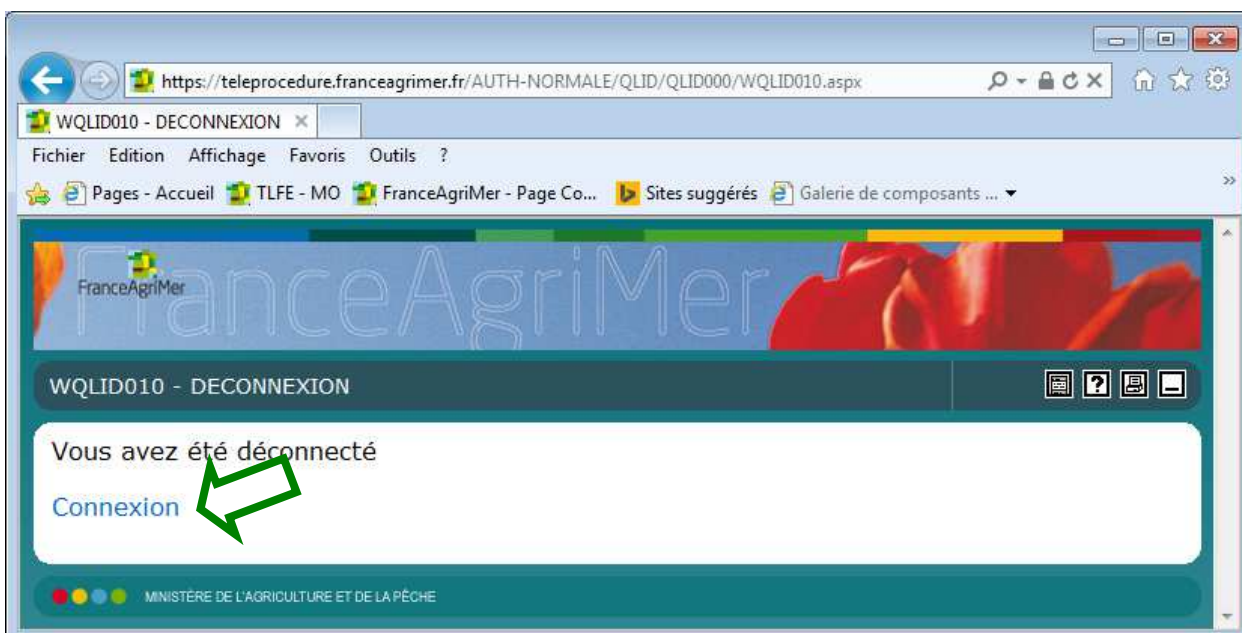 https://teleprocedure.franceagrimer.fr/AUTH-NORMALE/QLID/QLID000/WQLID010.aspx
WQLID010 - DECONNEXION
Fichier Edition Affichage Favoris Outils ?
Pages - Accueil TLFE - MO FranceAgriMer - Page Co... Sites suggérés Galerie de composants ...
FranceAgriMer
FranceAgriMer
WQLID010 - DECONNEXION
Vous avez été déconnecté
Connexion
MINISTÈRE DE L'AGRICULTURE ET DE LA PÊCHE